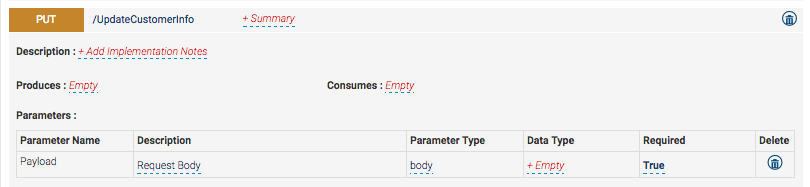 PUT /UpdateCustomerInfo + Summary
Description : + Add Implementation Notes
Produces : Empty Consumes : Empty
Parameters :
Parameter Name Description Parameter Type Data Type Required Delete
Payload Request Body body + Empty True